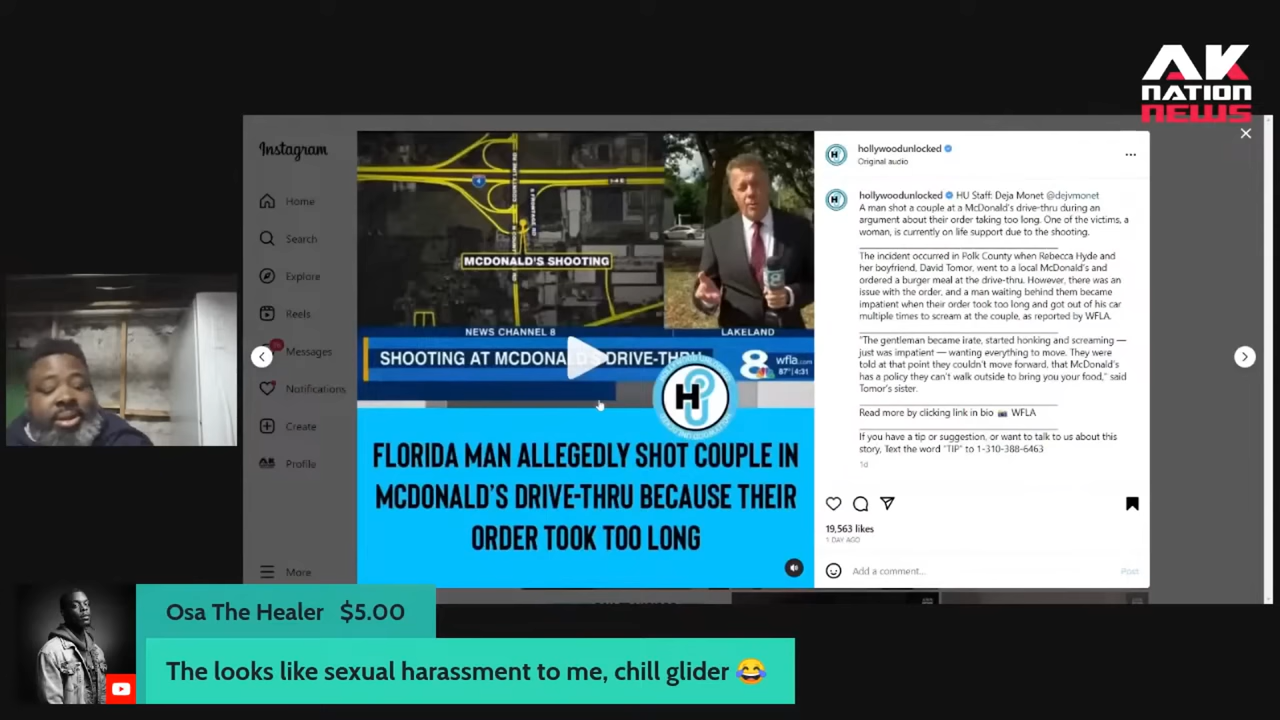 AK
NATION
NEWS
Instagram
Home
Search
Explore
Reels
Messages
Notifications
Create
Profile
More
4
COUNTY LINE RD
MCDONALD'S SHOOTING
NEWS CHANNEL 8
LAKELAND
SHOOTING AT MCDONALD'S DRIVE-THRU
8
wfla.com
87° 4:31
H
FLORIDA MAN ALLEGEDLY SHOT COUPLE IN
MCDONALD'S DRIVE-THRU BECAUSE THEIR
ORDER TOOK TOO LONG
hollywoodunlocked
Original audio
hollywoodunlocked HU Staff: Deja Monet @dejvmonet
A man shot a couple at a McDonald's drive-thru during an
argument about their order taking too long. One of the victims, a
woman, is currently on life support due to the shooting.
The incident occurred in Polk County when Rebecca Hyde and
her boyfriend, David Tomor, went to a local McDonald's and
ordered a burger meal at the drive-thru. However, there was an
issue with the order, and a man waiting behind them became
impatient when their order took too long and got out of his car
multiple times to scream at the couple, as reported by WFLA.
"The gentleman became irate, started honking and screaming —
just was impatient — wanting everything to move. They were
told at that point they couldn't move forward, that McDonald's
has a policy they can't walk outside to bring you your food," said
Tomor's sister.
Read more by clicking link in bio 📷 WFLA
If you have a tip or suggestion, or want to talk to us about this
story, Text the word "TIP" to 1-310-388-6463
1d
19,563 likes
1 DAY AGO
Add a comment...
Post
Osa The Healer $5.00
The looks like sexual harassment to me, chill glider 😂